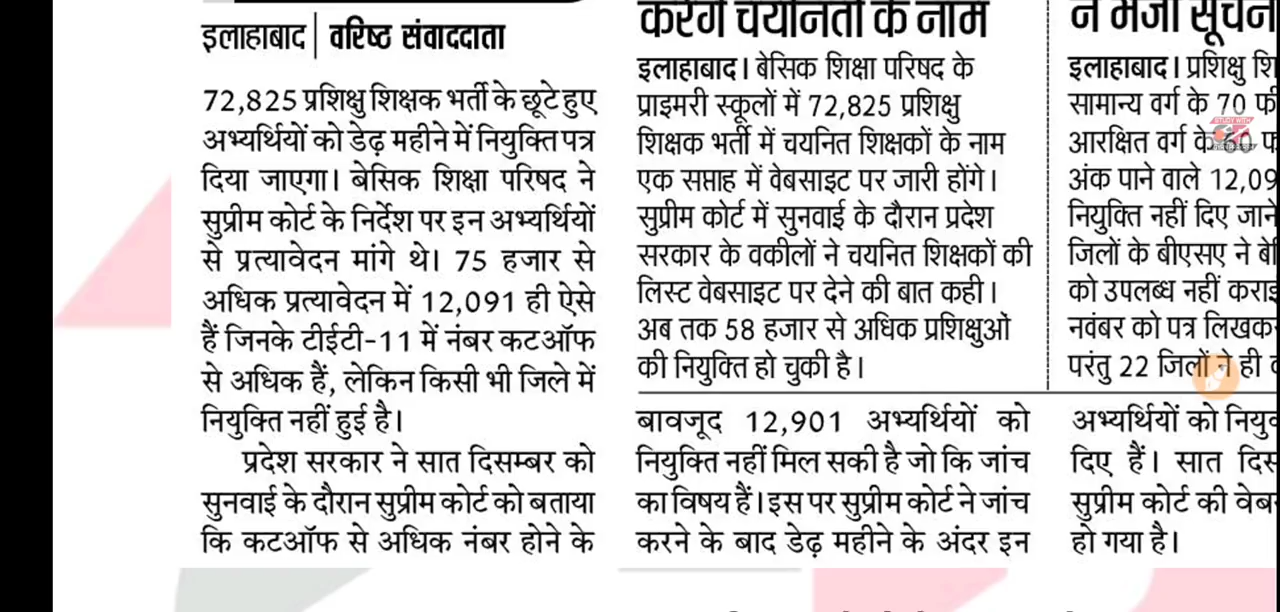 इलाहाबाद | वरिष्ठ संवाददाता
72,825 प्रशिक्षु शिक्षक भर्ती के छूटे हुए
अभ्यर्थियों को डेढ़ महीने में नियुक्ति पत्र
दिया जाएगा। बेसिक शिक्षा परिषद ने
सुप्रीम कोर्ट के निर्देश पर इन अभ्यर्थियों
से प्रत्यावेदन मांगे थे। 75 हजार से
अधिक प्रत्यावेदन में 12,091 ही ऐसे
हैं जिनके टीईटी-11 में नंबर कटऑफ
से अधिक हैं, लेकिन किसी भी जिले में
नियुक्ति नहीं हुई है।
प्रदेश सरकार ने सात दिसम्बर को
सुनवाई के दौरान सुप्रीम कोर्ट को बताया
कि कटऑफ से अधिक नंबर होने के
करेंगे चयनितों के नाम
इलाहाबाद। बेसिक शिक्षा परिषद के
प्राइमरी स्कूलों में 72,825 प्रशिक्षु
शिक्षक भर्ती में चयनित शिक्षकों के नाम
एक सप्ताह में वेबसाइट पर जारी होंगे।
सुप्रीम कोर्ट में सुनवाई के दौरान प्रदेश
सरकार के वकीलों ने चयनित शिक्षकों की
लिस्ट वेबसाइट पर देने की बात कही।
अब तक 58 हजार से अधिक प्रशिक्षुओं
की नियुक्ति हो चुकी है।
बावजूद 12,901 अभ्यर्थियों को
नियुक्ति नहीं मिल सकी है जो कि जांच
का विषय हैं। इस पर सुप्रीम कोर्ट ने जांच
करने के बाद डेढ़ महीने के अंदर इन
ने भेजी
इलाहाबाद। प्रशिक्षु
सामान्य वर्ग के 70
आरक्षित वर्ग के
अंक पाने वाले
नियुक्ति नहीं दिए जाने
जिलों के बीएसए ने
को उपलब्ध नहीं
नवंबर को पत्र
परंतु 22 जिलों ने ही
अभ्यर्थियों को
दिए हैं। सात
सुप्रीम कोर्ट की
हो गया है।